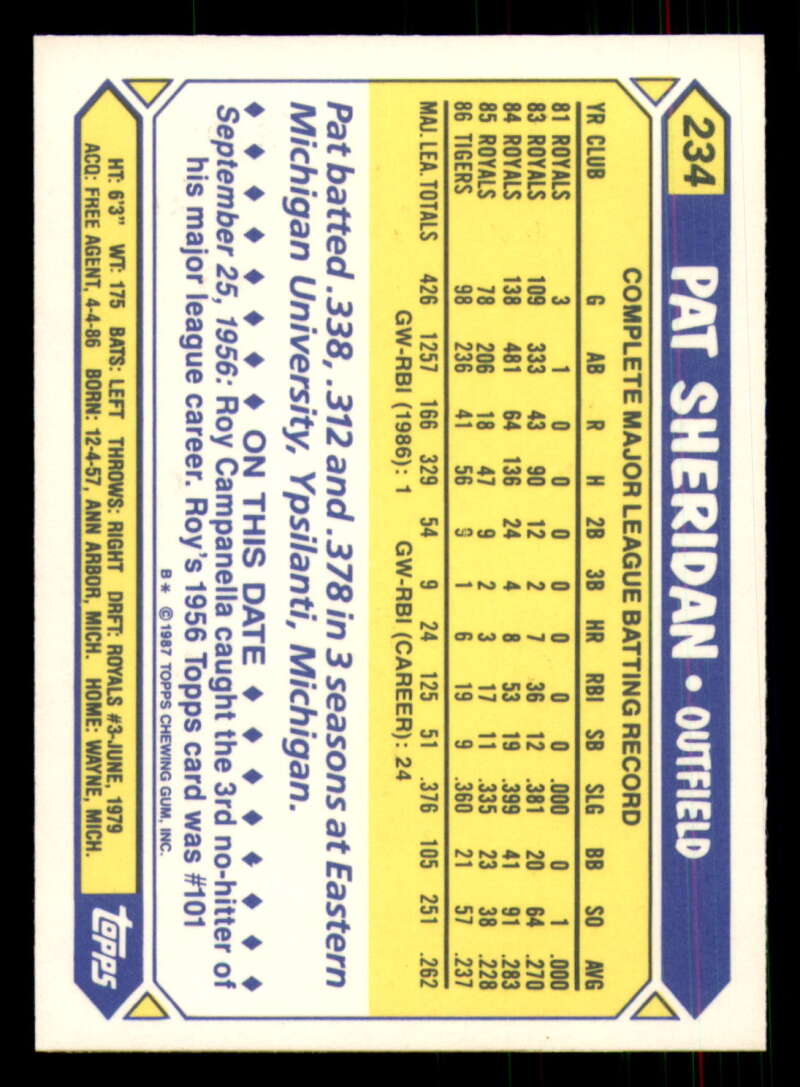 234 PAT SHERIDAN • OUTFIELD
COMPLETE MAJOR LEAGUE BATTING RECORD
YR CLUB G AB R H 2B 3B HR RBI SB SLG BB SO AVG
81 ROYALS 3 1 0 0 0 0 0 0 0 .000 0 1 .000
83 ROYALS 109 333 43 90 12 2 7 36 12 .381 20 64 .270
84 ROYALS 138 481 64 136 24 4 8 53 19 .399 41 91 .283
85 ROYALS 78 206 18 47 9 2 3 17 11 .335 23 38 .228
86 TIGERS 98 236 41 56 9 1 6 19 9 .360 21 57 .237
MAJ. LEA. TOTALS 426 1257 166 329 54 9 24 125 51 .376 105 251 .262
GW-RBI (1986): 1 GW-RBI (CAREER): 24
Pat batted .338, .312 and .378 in 3 seasons at Eastern
Michigan University, Ypsilanti, Michigan.
◆ ◆ ◆ ◆ ◆ ◆ ◆ ◆ ON THIS DATE ◆ ◆ ◆ ◆ ◆ ◆ ◆ ◆
September 25, 1956: Roy Campanella caught the 3rd no-hitter of
his major league career. Roy's 1956 Topps card was #101
B* © 1987 TOPPS CHEWING GUM, INC.
HT: 6'3" WT: 175 BATS: LEFT THROWS: RIGHT DRFT: ROYALS #3-JUNE, 1979
ACQ: FREE AGENT, 4-4-86 BORN: 12-4-57, ANN ARBOR, MICH. HOME: WAYNE, MICH.
topps